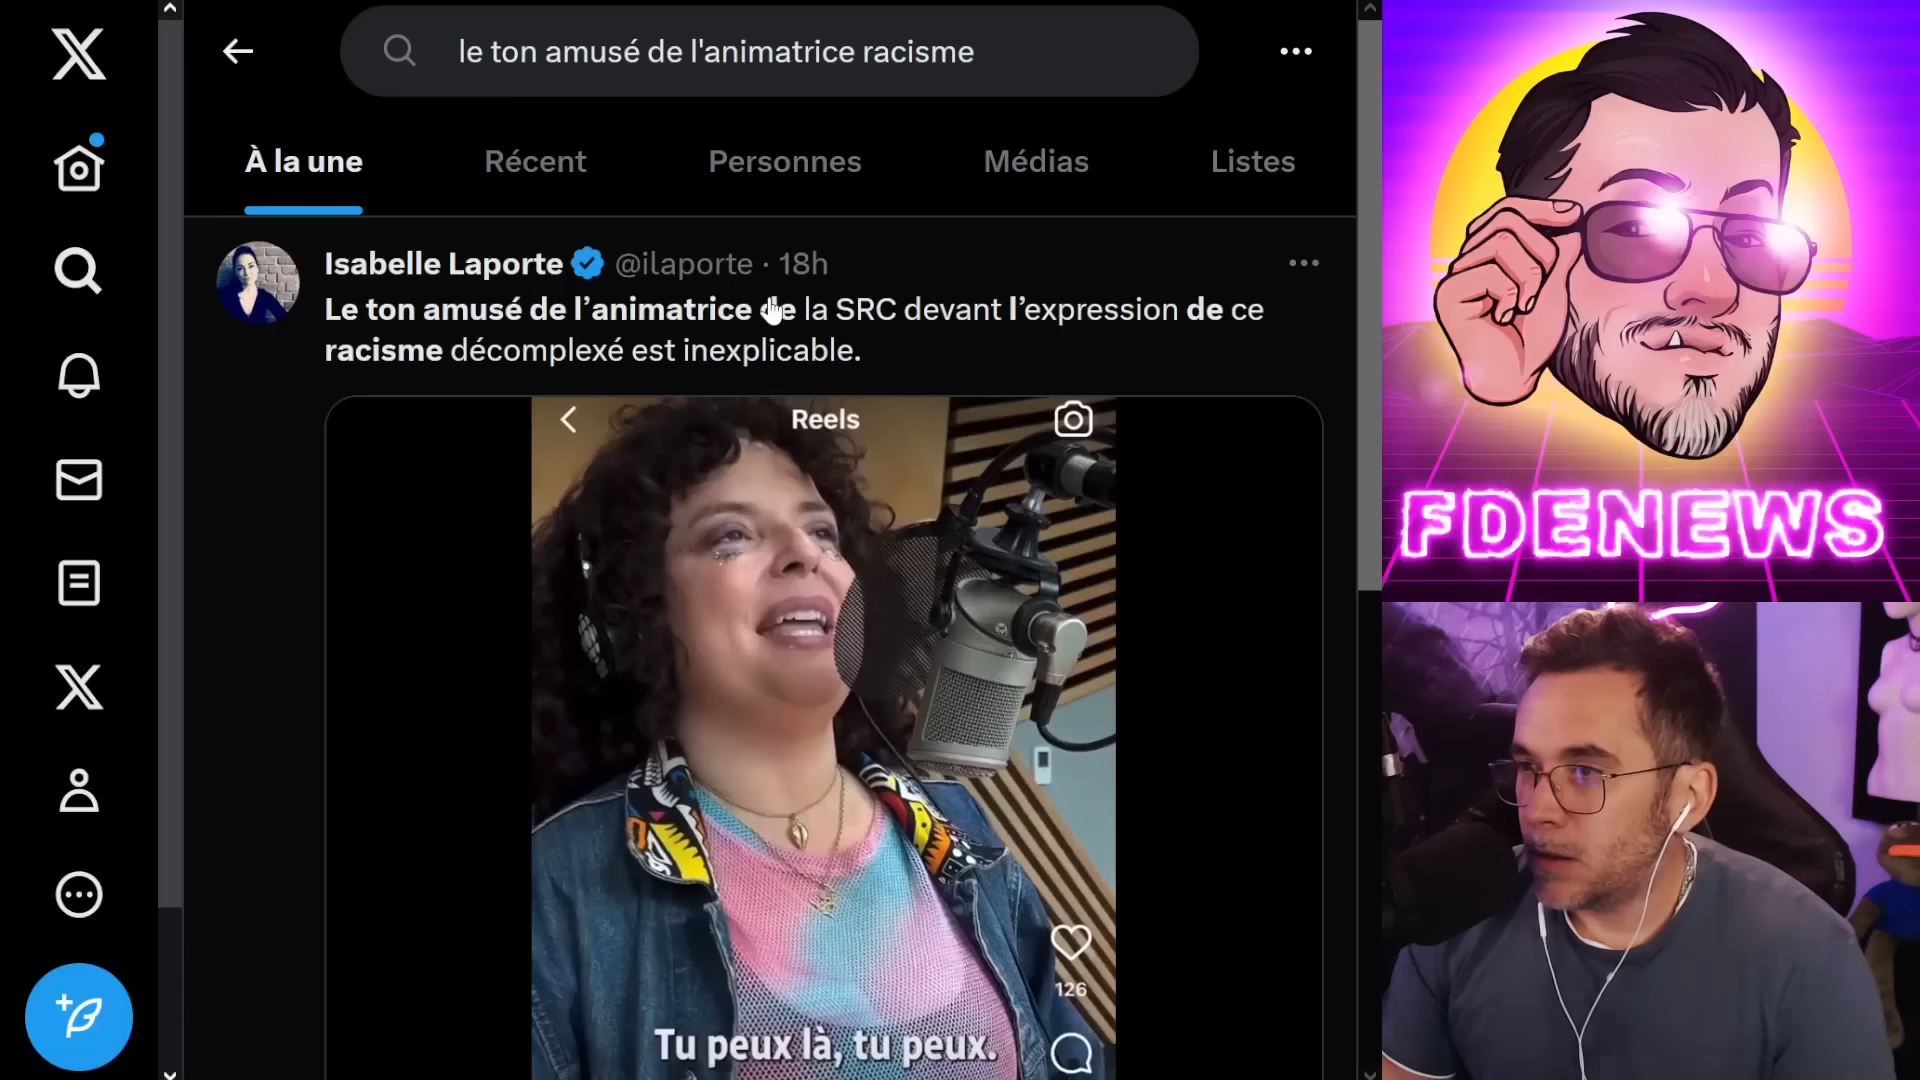 le ton amusé de l'animatrice racisme
À la une
Récent
Personnes
Médias
Listes
Isabelle Laporte @ilaporte · 18h
Le ton amusé de l’animatrice de la SRC devant l’expression de ce
racisme décomplexé est inexplicable.
Reels
126
Tu peux là, tu peux.
FDENEWS